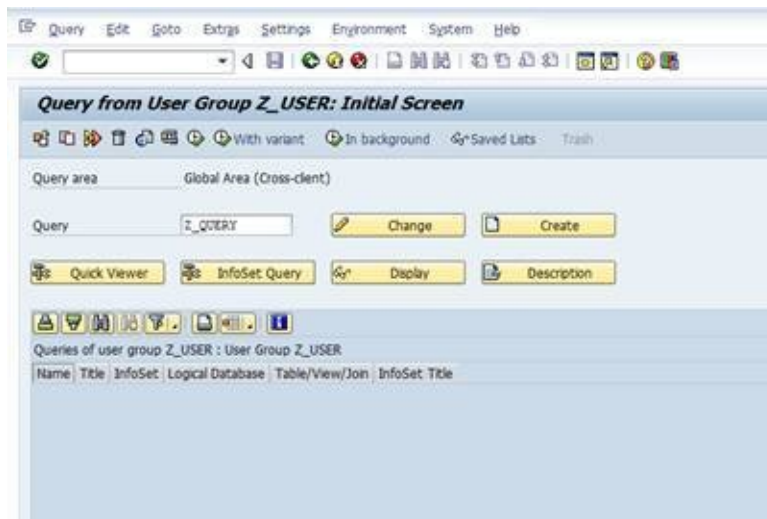 Query Edit Goto Extras Settings Environment System Help
Query from User Group Z_USER: Initial Screen
With variant In background Saved Lists Trash
Query area Global Area (Cross-client)
Query Z_QUERY Change Create
Quick Viewer InfoSet Query Display Description
Queries of user group Z_USER : User Group Z_USER
Name Title InfoSet Logical Database Table/View/Join InfoSet Title